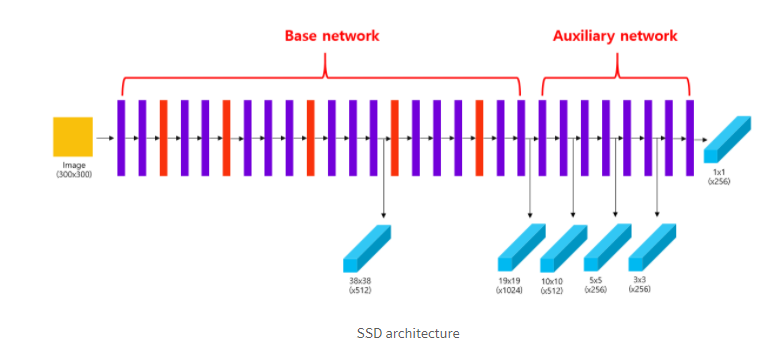 Base network
Auxiliary network
Image
(300x300)
1x1
(x256)
38x38
(x512)
19x19
(x1024)
10x10
(x512)
5x5
(x256)
3x3
(x256)
SSD architecture